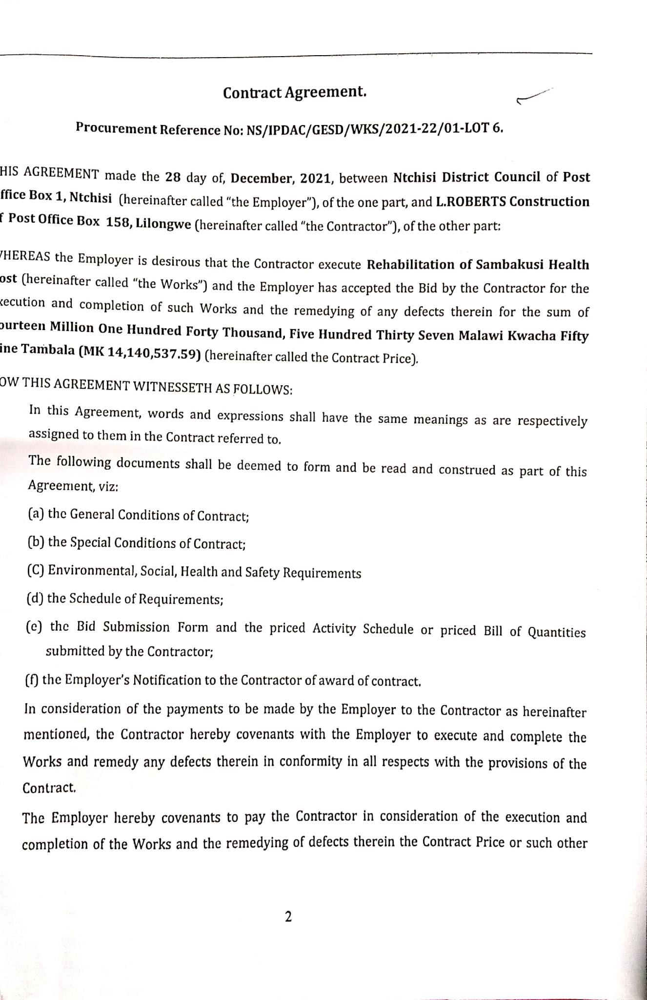 Contract Agreement.
Procurement Reference No: NS/IPDAC/GESD/WKS/2021-22/01-LOT 6.
HIS AGREEMENT made the 28 day of, December, 2021, between Ntchisi District Council of Post
ffice Box 1, Ntchisi (hereinafter called "the Employer"), of the one part, and L.ROBERTS Construction
f Post Office Box 158, Lilongwe (hereinafter called "the Contractor"), of the other part:
HEREAS the Employer is desirous that the Contractor execute Rehabilitation of Sambakusi Health
ost (hereinafter called "the Works") and the Employer has accepted the Bid by the Contractor for the
xecution and completion of such Works and the remedying of any defects therein for the sum of
ourteen Million One Hundred Forty Thousand, Five Hundred Thirty Seven Malawi Kwacha Fifty
ine Tambala (MK 14,140,537.59) (hereinafter called the Contract Price).
OW THIS AGREEMENT WITNESSETH AS FOLLOWS:
In this Agreement, words and expressions shall have the same meanings as are respectively
assigned to them in the Contract referred to.
The following documents shall be deemed to form and be read and construed as part of this
Agreement, viz:
(a) the General Conditions of Contract;
(b) the Special Conditions of Contract;
(C) Environmental, Social, Health and Safety Requirements
(d) the Schedule of Requirements;
(e) the Bid Submission Form and the priced Activity Schedule or priced Bill of Quantities
submitted by the Contractor;
(f) the Employer's Notification to the Contractor of award of contract.
In consideration of the payments to be made by the Employer to the Contractor as hereinafter
mentioned, the Contractor hereby covenants with the Employer to execute and complete the
Works and remedy any defects therein in conformity in all respects with the provisions of the
Contract.
The Employer hereby covenants to pay the Contractor in consideration of the execution and
completion of the Works and the remedying of defects therein the Contract Price or such other
2